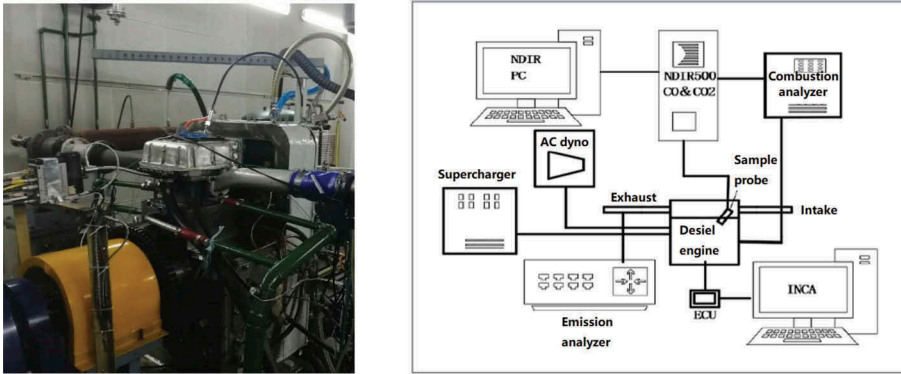 NDIR
PC
NDIR500
CO&CO2
Combustion
analyzer
AC dyno
Sample
probe
Supercharger
Exhaust
Intake
Desiel
engine
INCA
ECU
Emission
analyzer